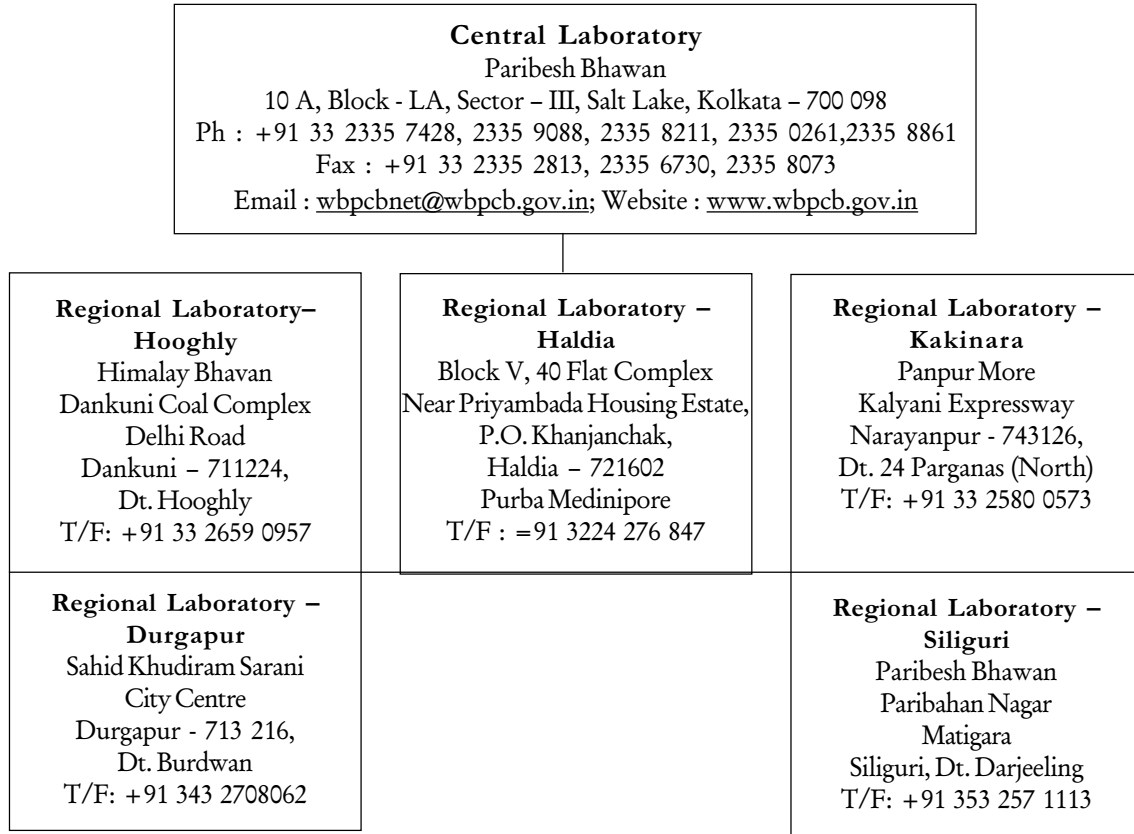 Central Laboratory
Paribesh Bhawan
10 A, Block - LA, Sector – III, Salt Lake, Kolkata – 700 098
Ph : +91 33 2335 7428, 2335 9088, 2335 8211, 2335 0261,2335 8861
Fax : +91 33 2335 2813, 2335 6730, 2335 8073
Email : wbpcbnet@wbpcb.gov.in; Website : www.wbpcb.gov.in
Regional Laboratory–
Hooghly
Himalay Bhavan
Dankuni Coal Complex
Delhi Road
Dankuni – 711224,
Dt. Hooghly
T/F: +91 33 2659 0957
Regional Laboratory –
Haldia
Block V, 40 Flat Complex
Near Priyambada Housing Estate,
P.O. Khanjanchak,
Haldia – 721602
Purba Medinipore
T/F : =91 3224 276 847
Regional Laboratory –
Kakinara
Panpur More
Kalyani Expressway
Narayanpur - 743126,
Dt. 24 Parganas (North)
T/F: +91 33 2580 0573
Regional Laboratory –
Durgapur
Sahid Khudiram Sarani
City Centre
Durgapur - 713 216,
Dt. Burdwan
T/F: +91 343 2708062
Regional Laboratory –
Siliguri
Paribesh Bhawan
Paribahan Nagar
Matigara
Siliguri, Dt. Darjeeling
T/F: +91 353 257 1113